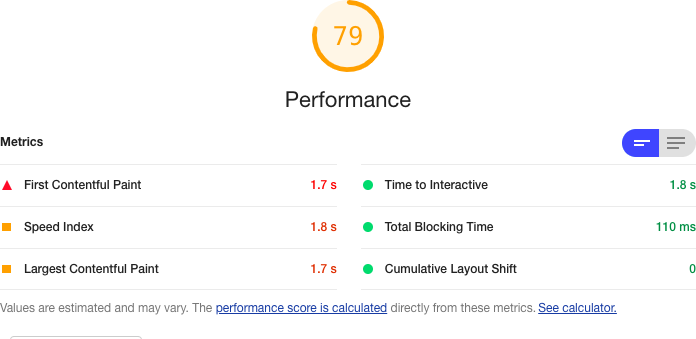 79
Performance
Metrics
First Contentful Paint 1.7 s
Time to Interactive 1.8 s
Speed Index 1.8 s
Total Blocking Time 110 ms
Largest Contentful Paint 1.7 s
Cumulative Layout Shift 0
Values are estimated and may vary. The performance score is calculated directly from these metrics. See calculator.